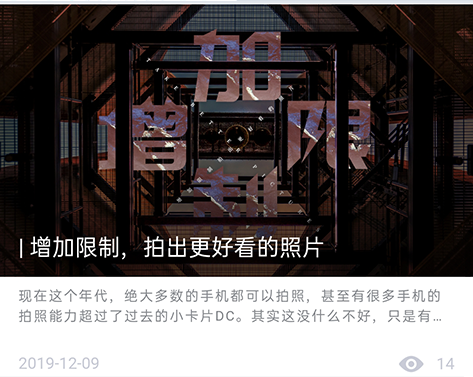 加
增 限
制
| 增加限制，拍出更好看的照片
现在这个年代，绝大多数的手机都可以拍照，甚至有很多手机的
拍照能力超过了过去的小卡片DC。其实这没什么不好，只是有…
2019-12-09 14